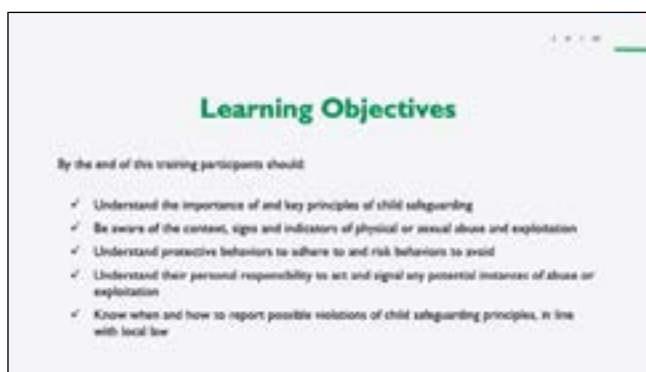 Learning Objectives
By the end of this training participants should:
✓ Understand the importance of and key principles of child safeguarding
✓ Be aware of the context, signs and indicators of physical or sexual abuse and exploitation
✓ Understand protective behaviors to adhere to and risk behaviors to avoid
✓ Understand their personal responsibility to act and signal any potential instances of abuse or
exploitation
✓ Know when and how to report possible violations of child safeguarding principles, in line
with local law